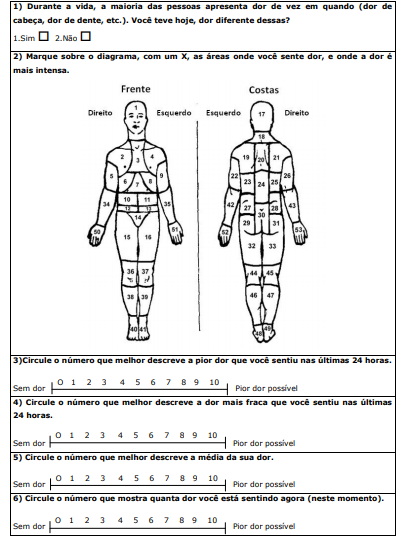 1) Durante a vida, a maioria das pessoas apresenta dor de vez em quando (dor de
cabeça, dor de dente, etc.). Você teve hoje, dor diferente dessas?
1.Sim 2.Não
2) Marque sobre o diagrama, com um X, as áreas onde você sente dor, e onde a dor é
mais intensa.
Frente Costas
Direito Esquerdo Esquerdo Direito
1 17
18
2 3 4 19 20 21
5 9 22 26
6 7 8 23 24 25
34 10 11 35 42 27 28 43
12 13 30
14 29 31
50 51 52 53
15 16 32 33
36 37 44 45
38 39 46 47
40 41 48 49
3)Circule o número que melhor descreve a pior dor que você sentiu nas últimas 24 horas.
O 1 2 3 4 5 6 7 8 9 10
Sem dor Pior dor possível
4) Circule o número que melhor descreve a dor mais fraca que você sentiu nas últimas
24 horas.
O 1 2 3 4 5 6 7 8 9 10
Sem dor Pior dor possível
5) Circule o número que melhor descreve a média da sua dor.
O 1 2 3 4 5 6 7 8 9 10
Sem dor Pior dor possível
6) Circule o número que mostra quanta dor você está sentindo agora (neste momento).
O 1 2 3 4 5 6 7 8 9 10
Sem dor Pior dor possível